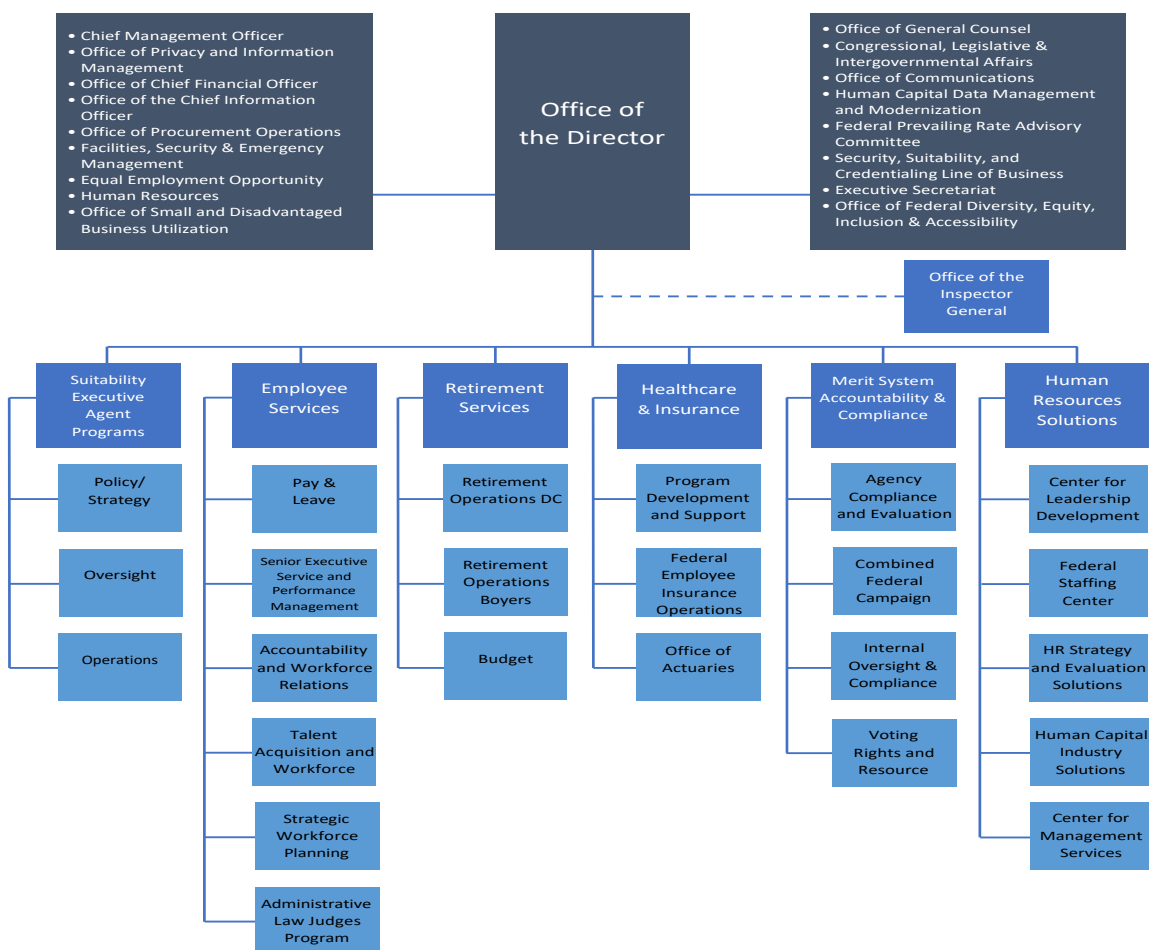 • Chief Management Officer
• Office of Privacy and Information
Management
• Office of Chief Financial Officer
• Office of the Chief Information
Officer
• Office of Procurement Operations
• Facilities, Security & Emergency
Management
• Equal Employment Opportunity
• Human Resources
• Office of Small and Disadvantaged
Business Utilization
Office of
the Director
• Office of General Counsel
• Congressional, Legislative &
Intergovernmental Affairs
• Office of Communications
• Human Capital Data Management
and Modernization
• Federal Prevailing Rate Advisory
Committee
• Security, Suitability, and
Credentialing Line of Business
• Executive Secretariat
• Office of Federal Diversity, Equity,
Inclusion & Accessibility
Office of the
Inspector
General
Suitability
Executive
Agent
Programs
Policy/
Strategy
Oversight
Operations
Employee
Services
Pay &
Leave
Senior Executive
Service and
Performance
Management
Accountability
and Workforce
Relations
Talent
Acquisition and
Workforce
Strategic
Workforce
Planning
Administrative
Law Judges
Program
Retirement
Services
Retirement
Operations DC
Retirement
Operations
Boyers
Budget
Healthcare
& Insurance
Program
Development
and Support
Federal
Employee
Insurance
Operations
Office of
Actuaries
Merit System
Accountability &
Compliance
Agency
Compliance
and Evaluation
Combined
Federal
Campaign
Internal
Oversight &
Compliance
Voting
Rights and
Resource
Human
Resources
Solutions
Center for
Leadership
Development
Federal
Staffing
Center
HR Strategy
and Evaluation
Solutions
Human Capital
Industry
Solutions
Center for
Management
Services